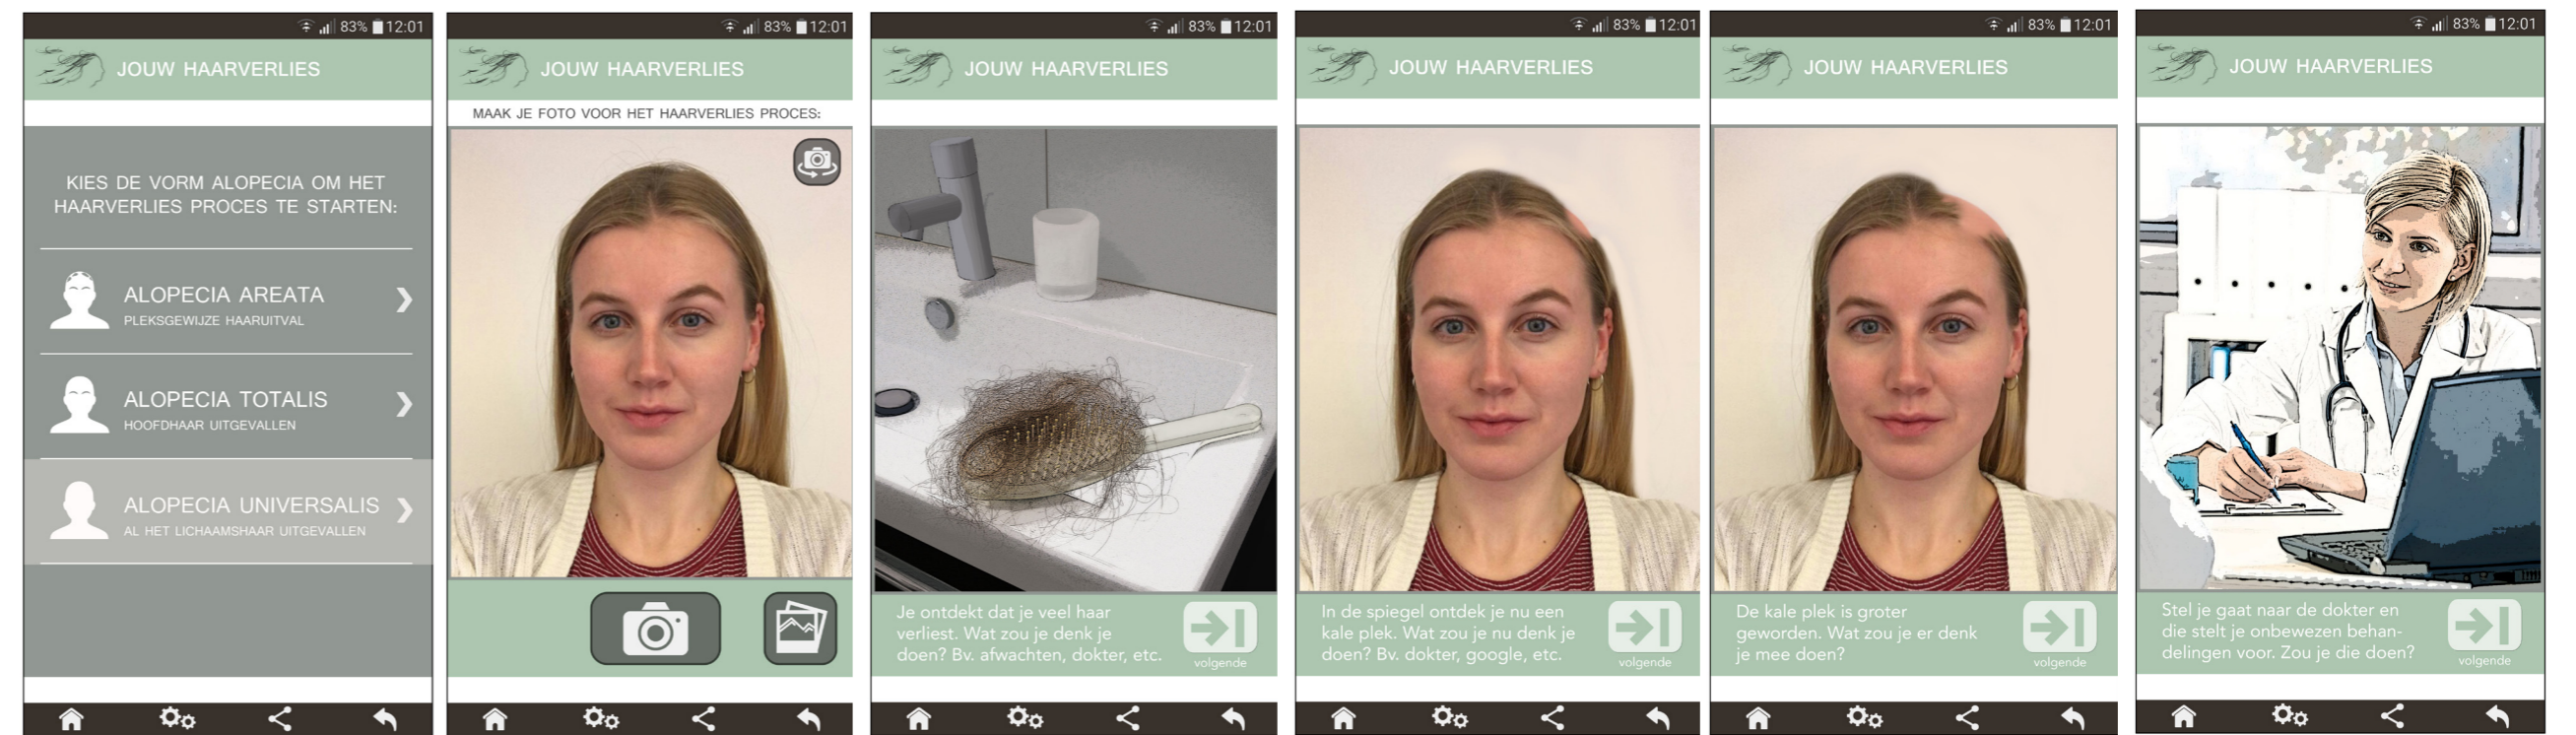 83% 12:01
JOUW HAARVERLIES
KIES DE VORM ALOPECIA OM HET
HAARVERLIES PROCES TE STARTEN:
ALOPECIA AREATA
PLEKSGEWIJZE HAARUITVAL
ALOPECIA TOTALIS
HOOFDHAAR UITGEVALLEN
ALOPECIA UNIVERSALIS
AL HET LICHAAMSHAAR UITGEVALLEN
83% 12:01
JOUW HAARVERLIES
MAAK JE FOTO VOOR HET HAARVERLIES PROCES:
83% 12:01
JOUW HAARVERLIES
Je ontdekt dat je veel haar
verliest. Wat zou je denk je
doen? Bv. afwachten, dokter, etc.
volgende
83% 12:01
JOUW HAARVERLIES
In de spiegel ontdek je nu een
kale plek. Wat zou je nu denk je
doen? Bv. dokter, google, etc.
volgende
83% 12:01
JOUW HAARVERLIES
De kale plek is groter
geworden. Wat zou je er denk
je mee doen?
volgende
83% 12:01
JOUW HAARVERLIES
Stel je gaat naar de dokter en
die stelt je onbewezen behan-
delingen voor. Zou je die doen?
volgende